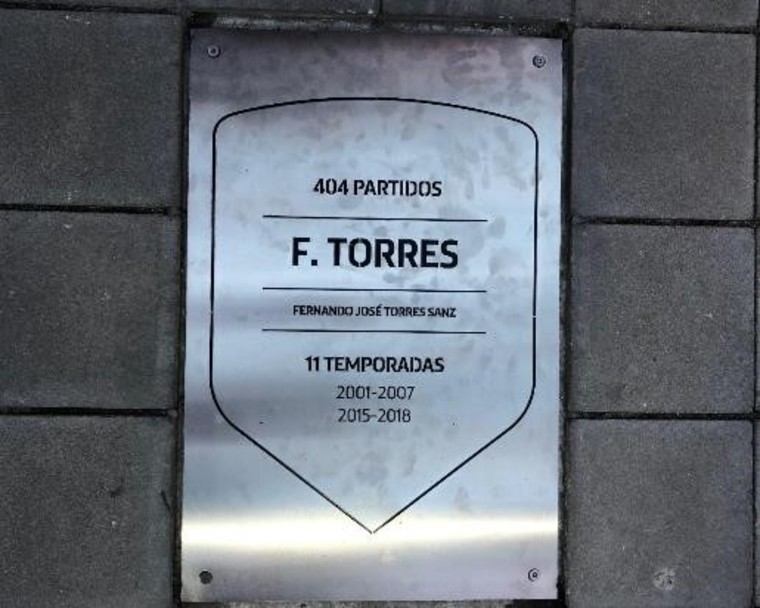 404 PARTIDOS
F. TORRES
FERNANDO JOSÉ TORRES SANZ
11 TEMPORADAS
2001-2007
2015-2018